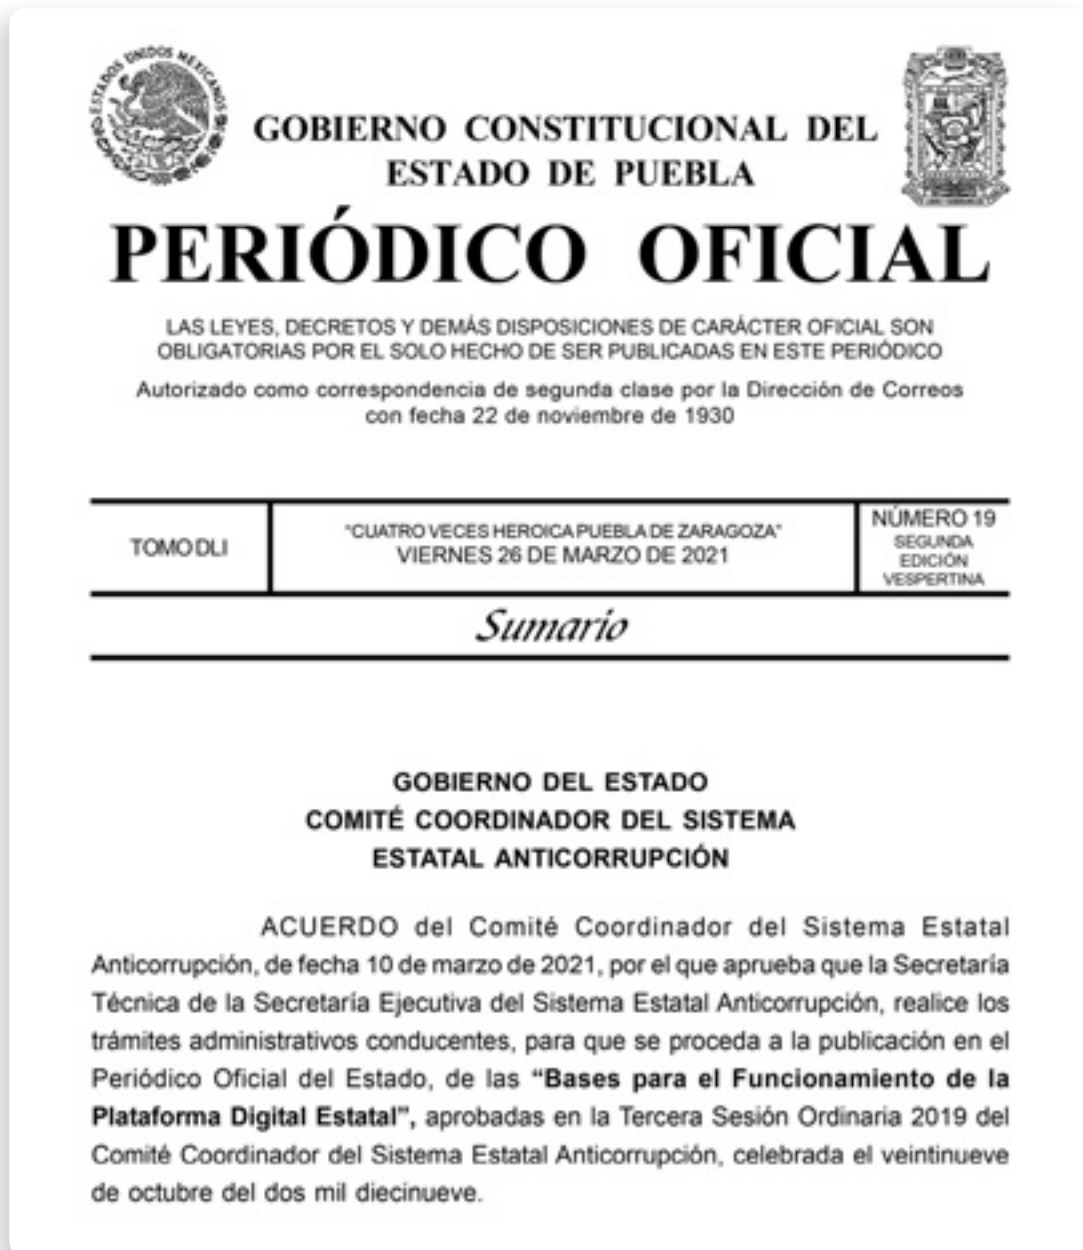 ESTADOS UNIDOS MEXICANOS
GOBIERNO CONSTITUCIONAL DEL
ESTADO DE PUEBLA
PERIÓDICO OFICIAL
LAS LEYES, DECRETOS Y DEMÁS DISPOSICIONES DE CARÁCTER OFICIAL SON
OBLIGATORIAS POR EL SOLO HECHO DE SER PUBLICADAS EN ESTE PERIÓDICO
Autorizado como correspondencia de segunda clase por la Dirección de Correos
con fecha 22 de noviembre de 1930
TOMO DLI
"CUATRO VECES HEROICA PUEBLA DE ZARAGOZA"
VIERNES 26 DE MARZO DE 2021
NÚMERO 19
SEGUNDA
EDICIÓN
VESPERTINA
Sumario
GOBIERNO DEL ESTADO
COMITÉ COORDINADOR DEL SISTEMA
ESTATAL ANTICORRUPCIÓN
ACUERDO del Comité Coordinador del Sistema Estatal
Anticorrupción, de fecha 10 de marzo de 2021, por el que aprueba que la Secretaría
Técnica de la Secretaría Ejecutiva del Sistema Estatal Anticorrupción, realice los
trámites administrativos conducentes, para que se proceda a la publicación en el
Periódico Oficial del Estado, de las “Bases para el Funcionamiento de la
Plataforma Digital Estatal”, aprobadas en la Tercera Sesión Ordinaria 2019 del
Comité Coordinador del Sistema Estatal Anticorrupción, celebrada el veintinueve
de octubre del dos mil diecinueve.